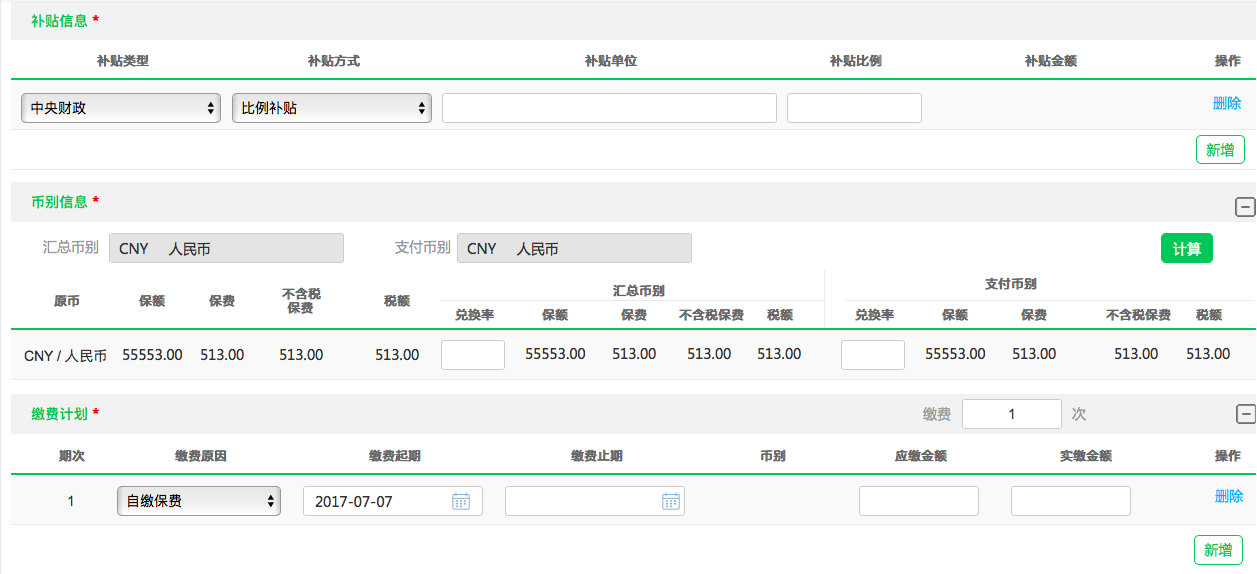 补贴信息 *
补贴类型 补贴方式 补贴单位 补贴比例 补贴金额 操作
中央财政 比例补贴 删除
新增
币别信息 *
汇总币别 CNY 人民币 支付币别 CNY 人民币 计算
原币 保额 保费 不含税保费 税额 汇总币别 支付币别
兑换率 保额 保费 不含税保费 税额 兑换率 保额 保费 不含税保费 税额
CNY / 人民币 55553.00 513.00 513.00 513.00 55553.00 513.00 513.00 513.00 55553.00 513.00 513.00 513.00
缴费计划 * 缴费 1 次
期次 缴费原因 缴费起期 缴费止期 币别 应缴金额 实缴金额 操作
1 自缴保费 2017-07-07 删除
新增